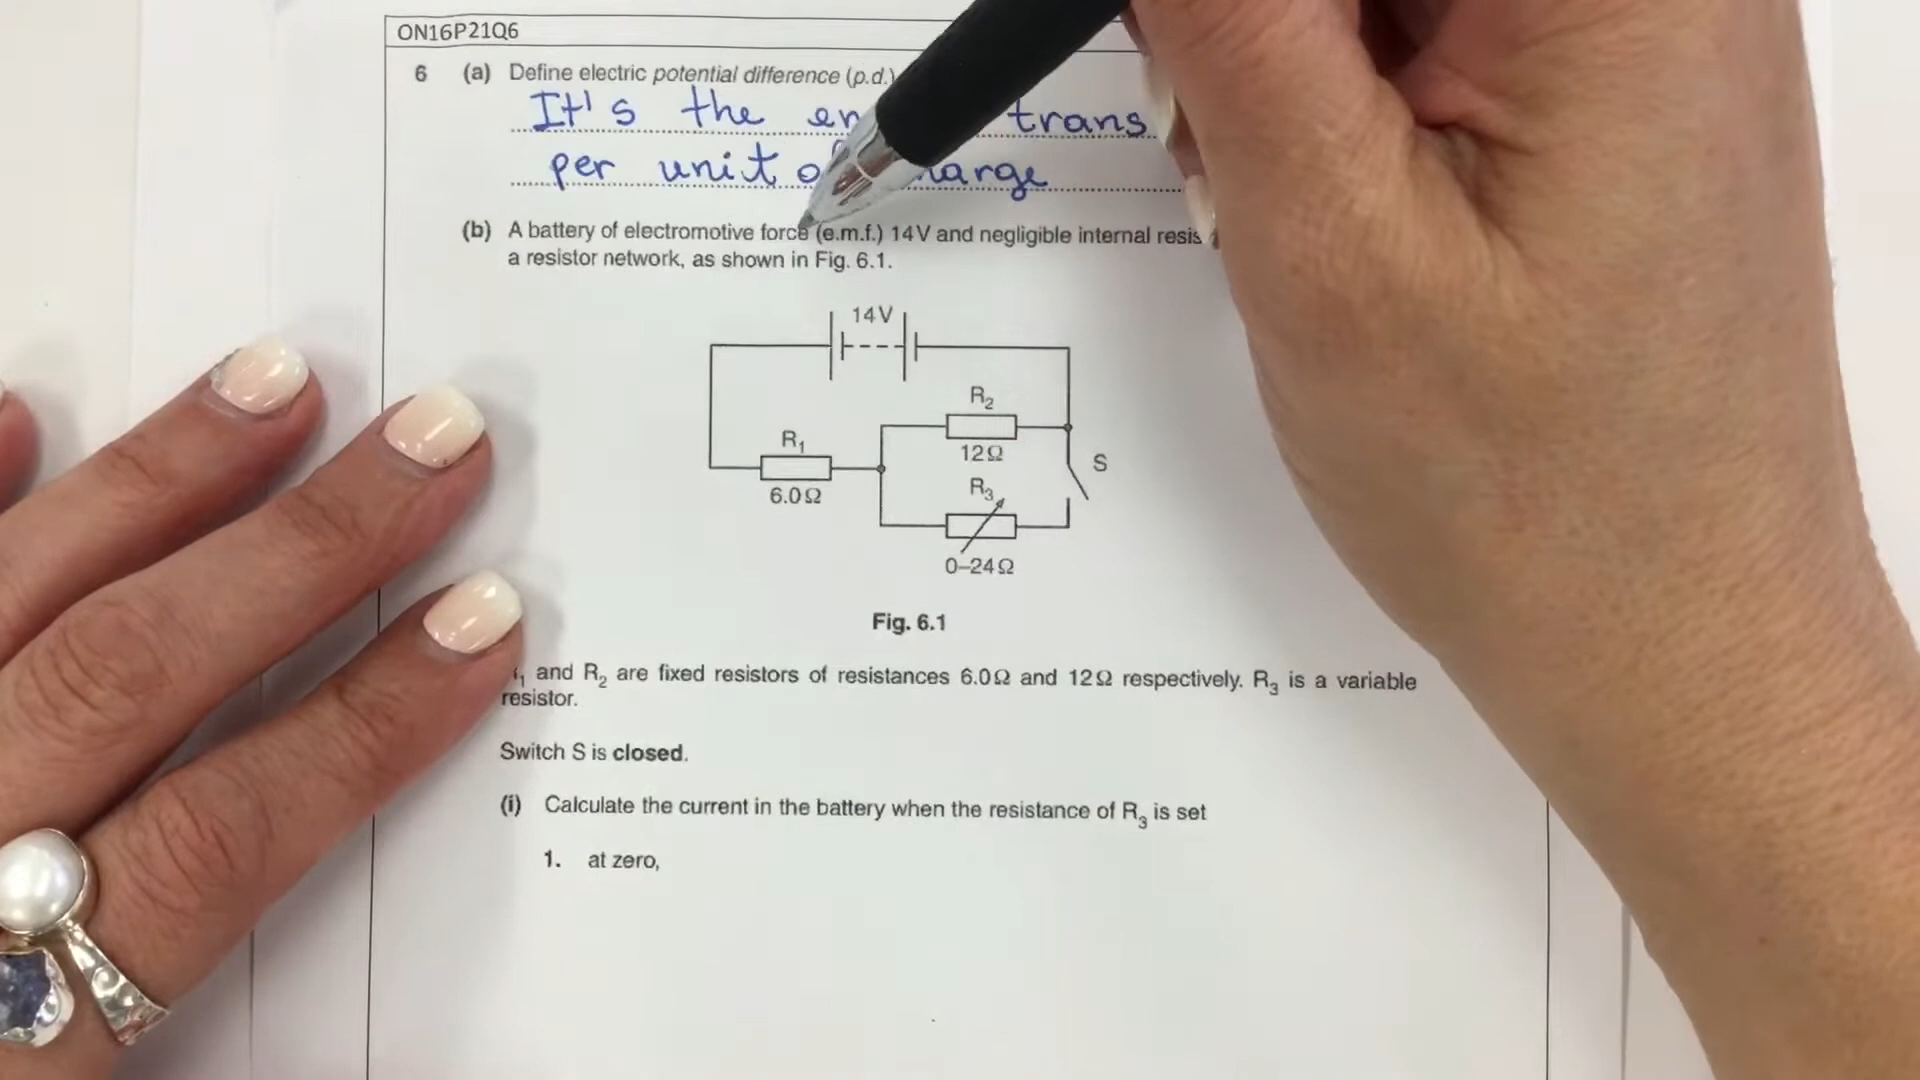 ON16P21Q6
6 (a) Define electric potential difference (p.d.)
It's the trans
per unit
(b) A battery of electromotive force (e.m.f.) 14V and negligible internal
a resistor network, as shown in Fig. 6.1.
14V
R2
12Ω
S
R1
6.0Ω
R3
0–24Ω
Fig. 6.1
and R2 are fixed resistors of resistances 6.0Ω and 12Ω respectively. R3 is a variable
resistor.
Switch S is closed.
(i) Calculate the current in the battery when the resistance of R3 is set
1. at zero,